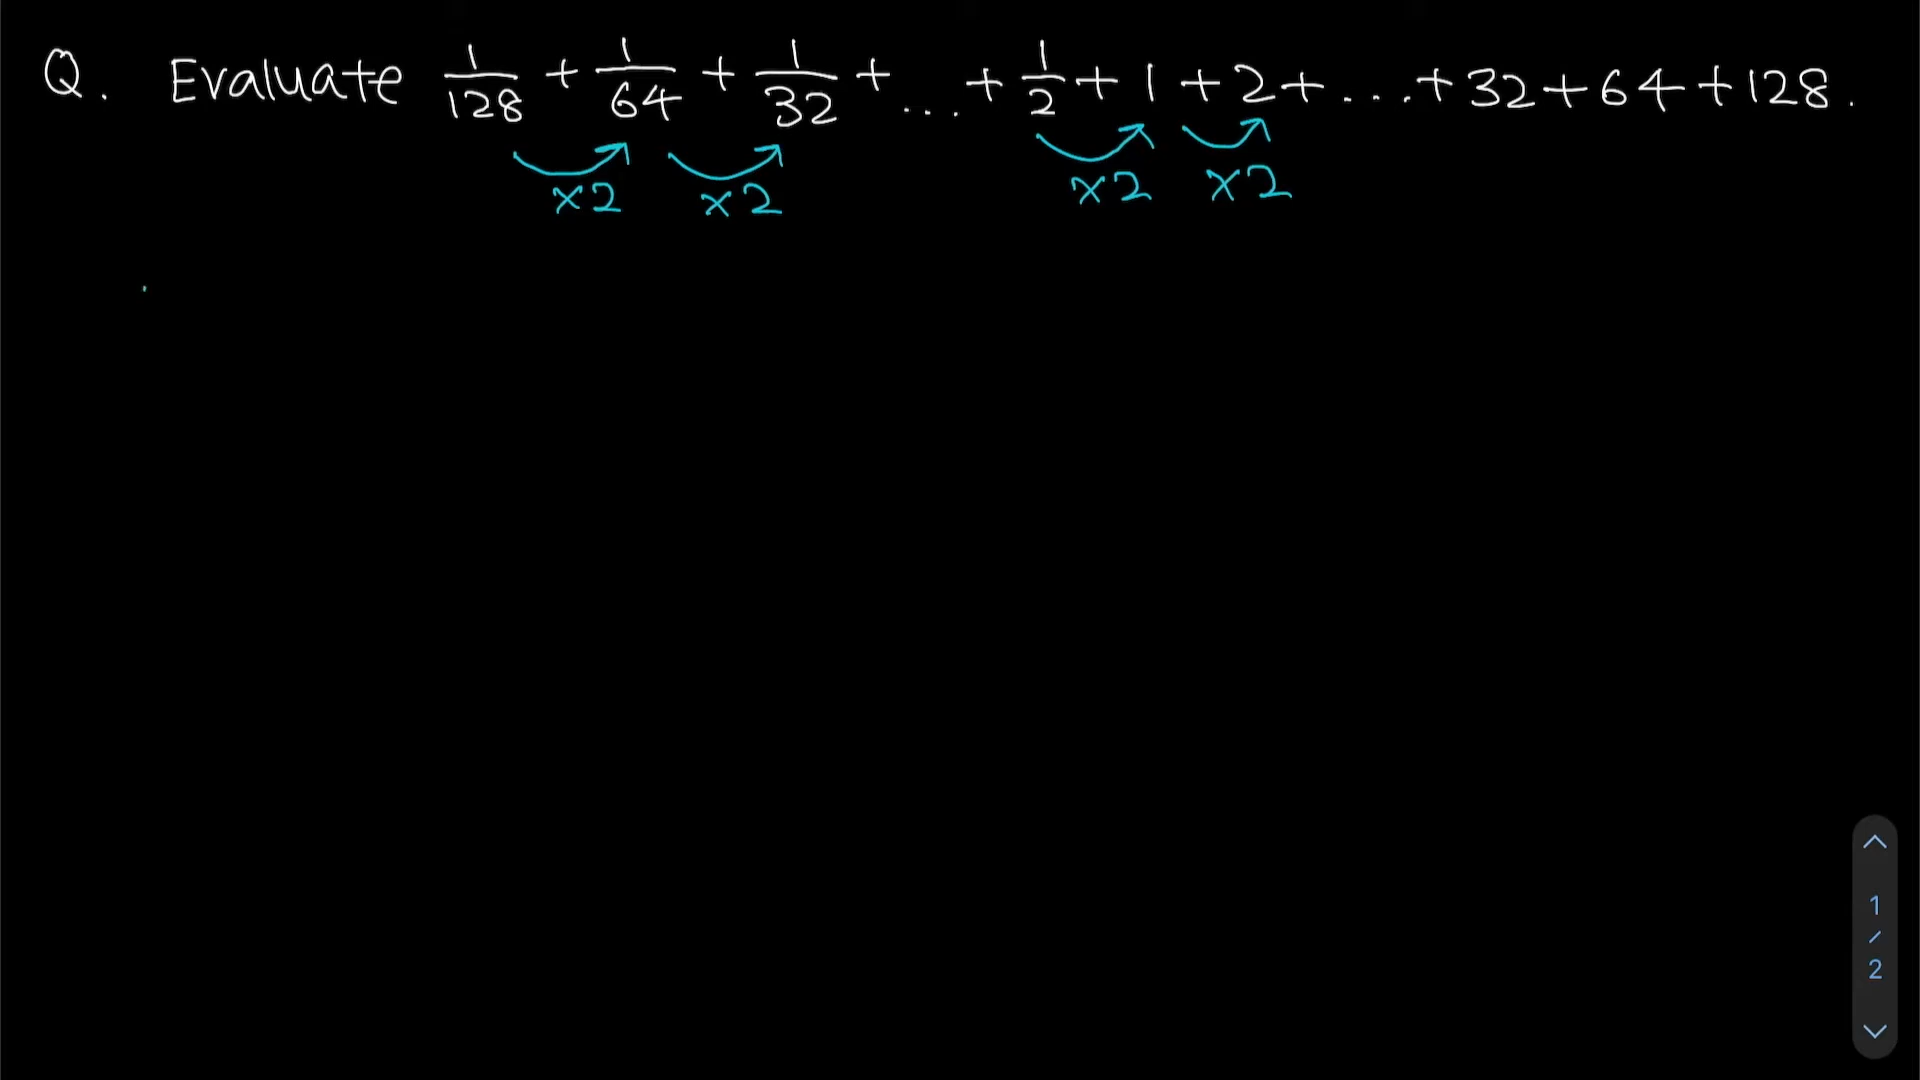 Q. Evaluate 1/128 + 1/64 + 1/32 + ... + 1/2 + 1 + 2 + ... + 32 + 64 + 128.
×2 ×2 ×2 ×2
1
/
2